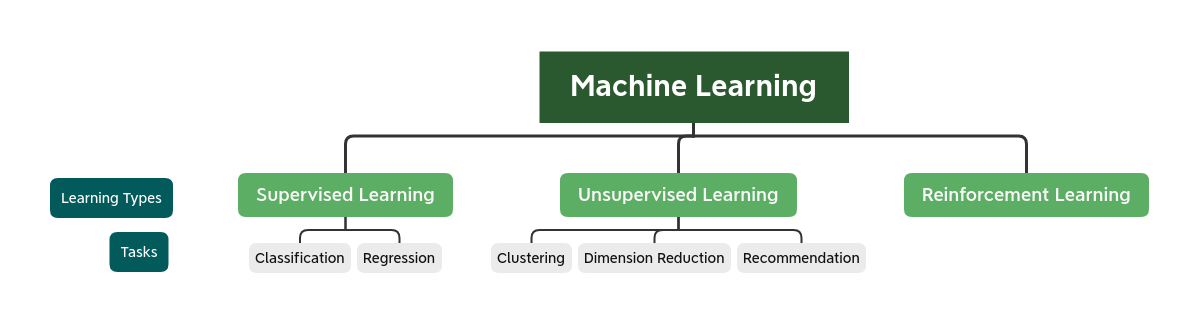 Machine Learning
Learning Types
Supervised Learning
Unsupervised Learning
Reinforcement Learning
Tasks
Classification
Regression
Clustering
Dimension Reduction
Recommendation